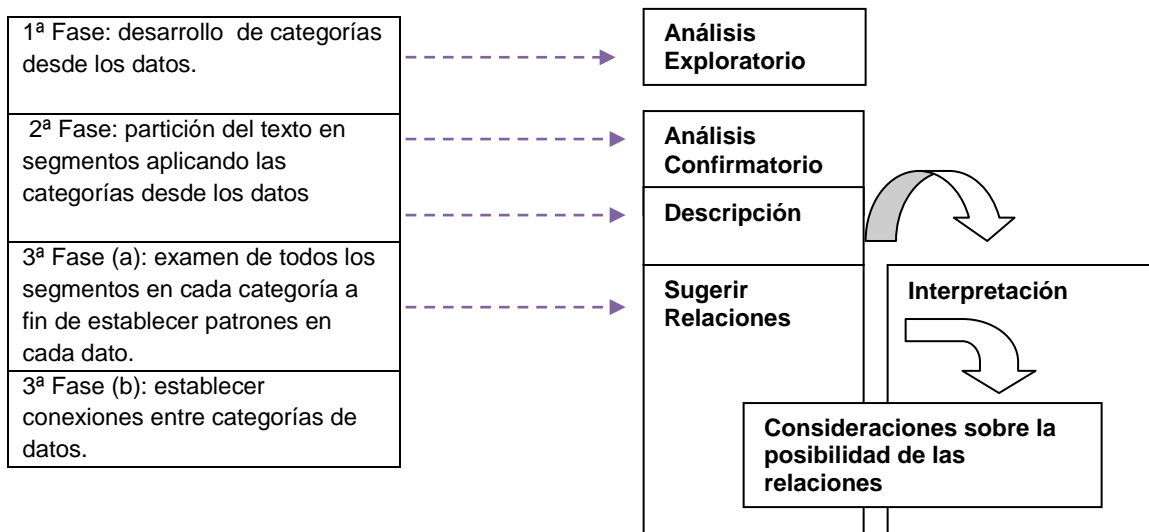 1ª Fase: desarrollo de categorías
desde los datos.
2ª Fase: partición del texto en
segmentos aplicando las
categorías desde los datos
3ª Fase (a): examen de todos los
segmentos en cada categoría a
fin de establecer patrones en
cada dato.
3ª Fase (b): establecer
conexiones entre categorías de
datos.
Análisis
Exploratorio
Análisis
Confirmatorio
Descripción
Sugerir
Relaciones
Interpretación
Consideraciones sobre la
posibilidad de las
relaciones